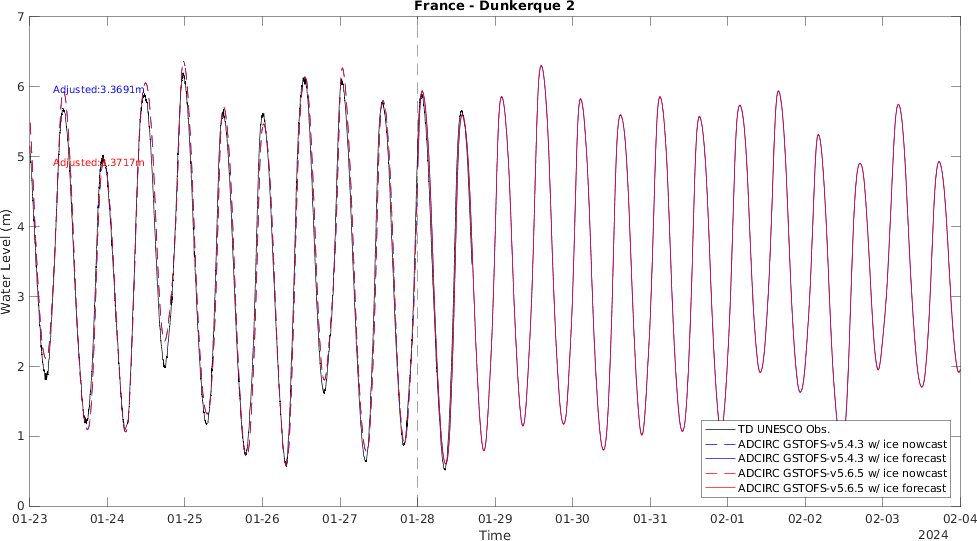 France - Dunkerque 2
Water Level (m)
7
6
5
4
3
2
1
0
Adjusted:3.3691m
Adjusted:3.3717m
TD UNESCO Obs.
ADCIRC GSTOFS-v5.4.3 w/ ice nowcast
ADCIRC GSTOFS-v5.4.3 w/ ice forecast
ADCIRC GSTOFS-v5.6.5 w/ ice nowcast
ADCIRC GSTOFS-v5.6.5 w/ ice forecast
01-23 01-24 01-25 01-26 01-27 01-28 01-29 01-30 01-31 02-01 02-02 02-03 02-04
Time
2024